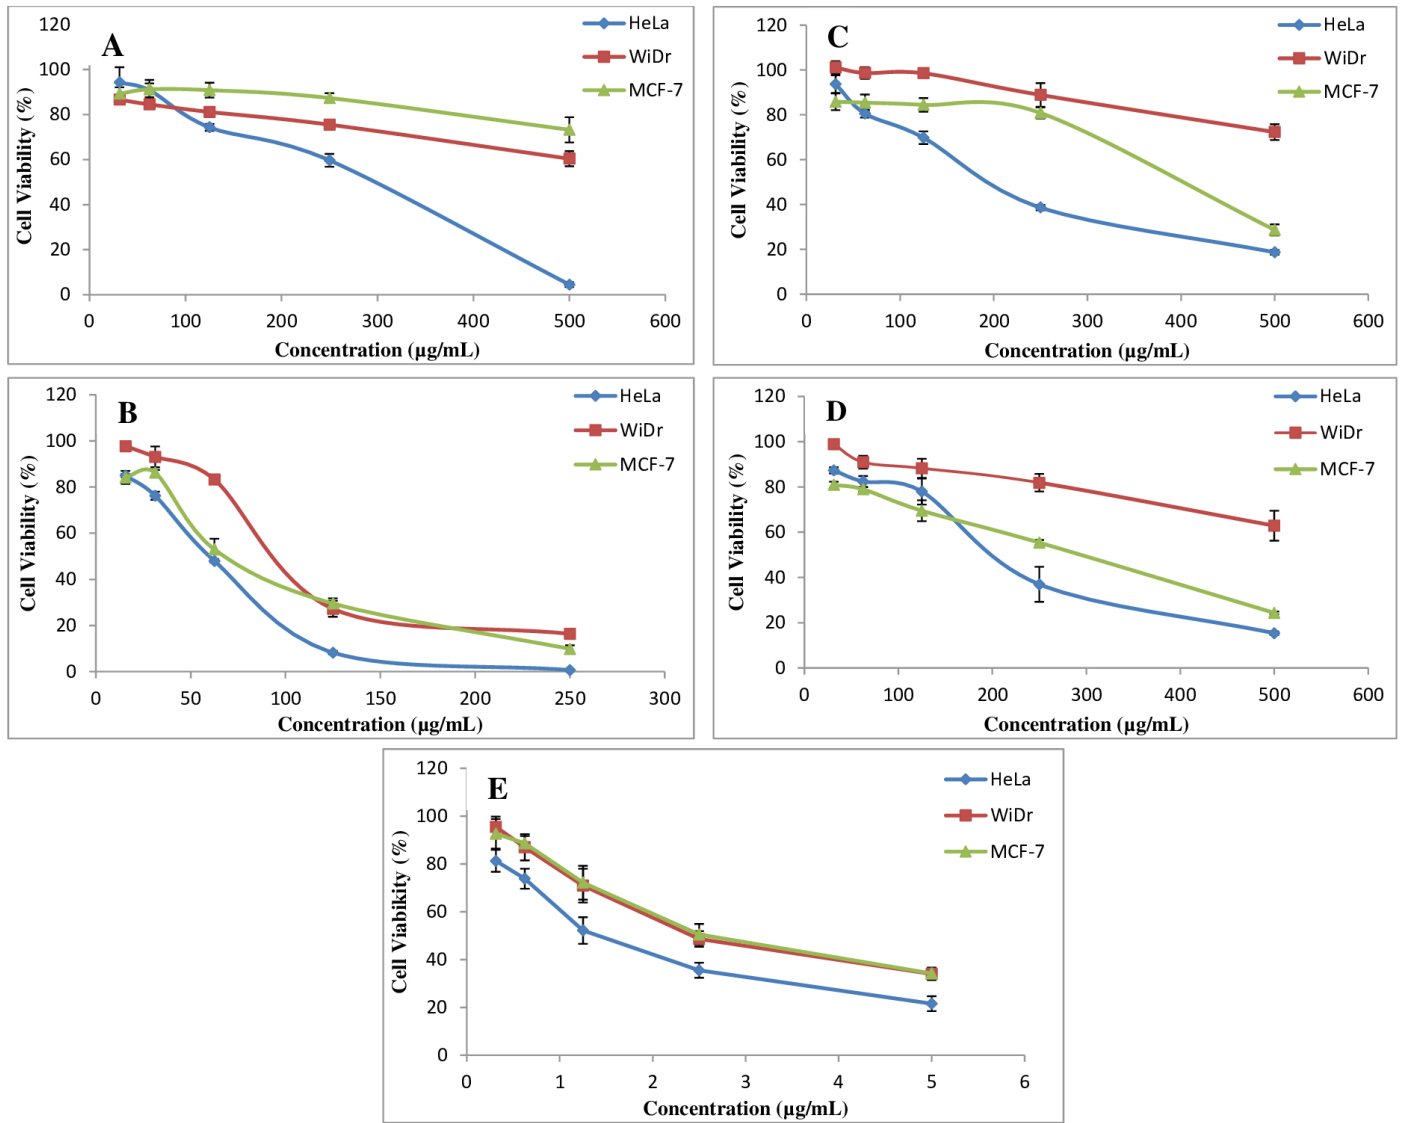 A
120
100
80
60
40
20
0
0 100 200 300 400 500 600
Cell Viability (%)
Concentration (µg/mL)
HeLa
WiDr
MCF-7
C
120
100
80
60
40
20
0
0 100 200 300 400 500 600
Cell Viability (%)
Concentration (µg/mL)
HeLa
WiDr
MCF-7
B
120
100
80
60
40
20
0
0 50 100 150 200 250 300
Cell Viability (%)
Concentration (µg/mL)
HeLa
WiDr
MCF-7
D
120
100
80
60
40
20
0
0 100 200 300 400 500 600
Cell Viability (%)
Concentration (µg/mL)
HeLa
WiDr
MCF-7
E
120
100
80
60
40
20
0
0 1 2 3 4 5 6
Cell Viabikity (%)
Concentration (µg/mL)
HeLa
WiDr
MCF-7